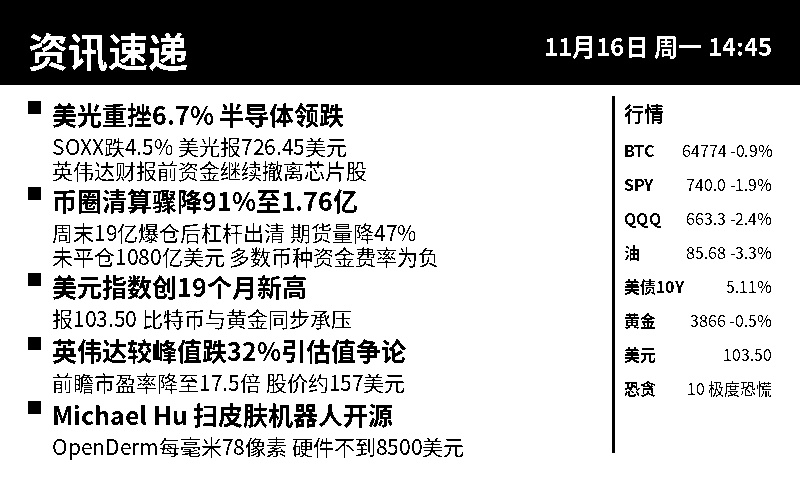 资讯速递
11月16日 周一 14:45
美光重挫6.7% 半导体领跌
SOXX跌4.5% 美光报726.45美元
英伟达财报前资金继续撤离芯片股
币圈清算骤降91%至1.76亿
周末19亿爆仓后杠杆出清 期货量降47%
未平仓1080亿美元 多数币种资金费率为负
美元指数创19个月新高
报103.50 比特币与黄金同步承压
英伟达较峰值跌32%引估值争论
前瞻市盈率降至17.5倍 股价约157美元
Michael Hu 扫皮肤机器人开源
OpenDerm每毫米78像素 硬件不到8500美元
行情
BTC 64774 -0.9%
SPY 740.0 -1.9%
QQQ 663.3 -2.4%
油 85.68 -3.3%
美债10Y 5.11%
黄金 3866 -0.5%
美元 103.50
恐贪 10 极度恐慌